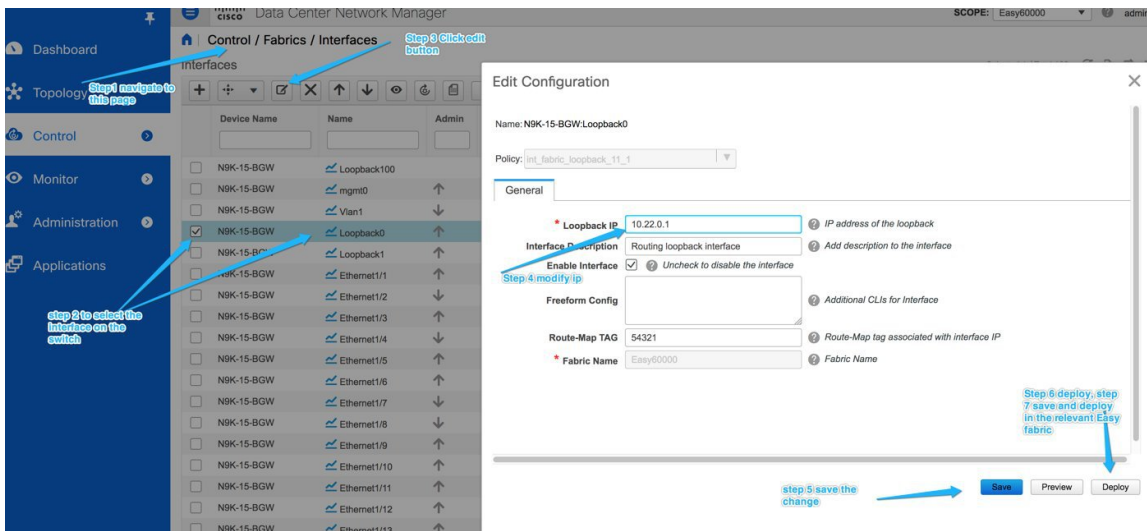 CISCO Data Center Network Manager
SCOPE: Easy60000
admin
Dashboard
Topology
Control
Monitor
Administration
Applications
Control / Fabrics / Interfaces
Step 3 Click edit
button
Interfaces
Step1 navigate to
this page
Device Name Name Admin
N9K-15-BGW Loopback100
N9K-15-BGW mgmt0
N9K-15-BGW Vlan1
N9K-15-BGW Loopback0
N9K-15-BGW Loopback1
N9K-15-BGW Ethernet1/1
N9K-15-BGW Ethernet1/2
N9K-15-BGW Ethernet1/3
N9K-15-BGW Ethernet1/4
N9K-15-BGW Ethernet1/5
N9K-15-BGW Ethernet1/6
N9K-15-BGW Ethernet1/7
N9K-15-BGW Ethernet1/8
N9K-15-BGW Ethernet1/9
N9K-15-BGW Ethernet1/10
N9K-15-BGW Ethernet1/11
N9K-15-BGW Ethernet1/12
N9K-15-BGW Ethernet1/13
step 2 to select the
Interface on the
switch
Edit Configuration
Name: N9K-15-BGW:Loopback0
Policy: int_fabric_loopback_11_1
General
* Loopback IP 10.22.0.1 IP address of the loopback
Interface Description Routing loopback interface Add description to the interface
Enable Interface Uncheck to disable the interface
Step 4 modify ip
Freeform Config Additional CLIs for Interface
Route-Map TAG 54321 Route-Map tag associated with interface IP
* Fabric Name Easy60000 Fabric Name
Step 6 deploy, step
7 save and deploy
in the relevant Easy
fabric
step 5 save the
change
Save Preview Deploy